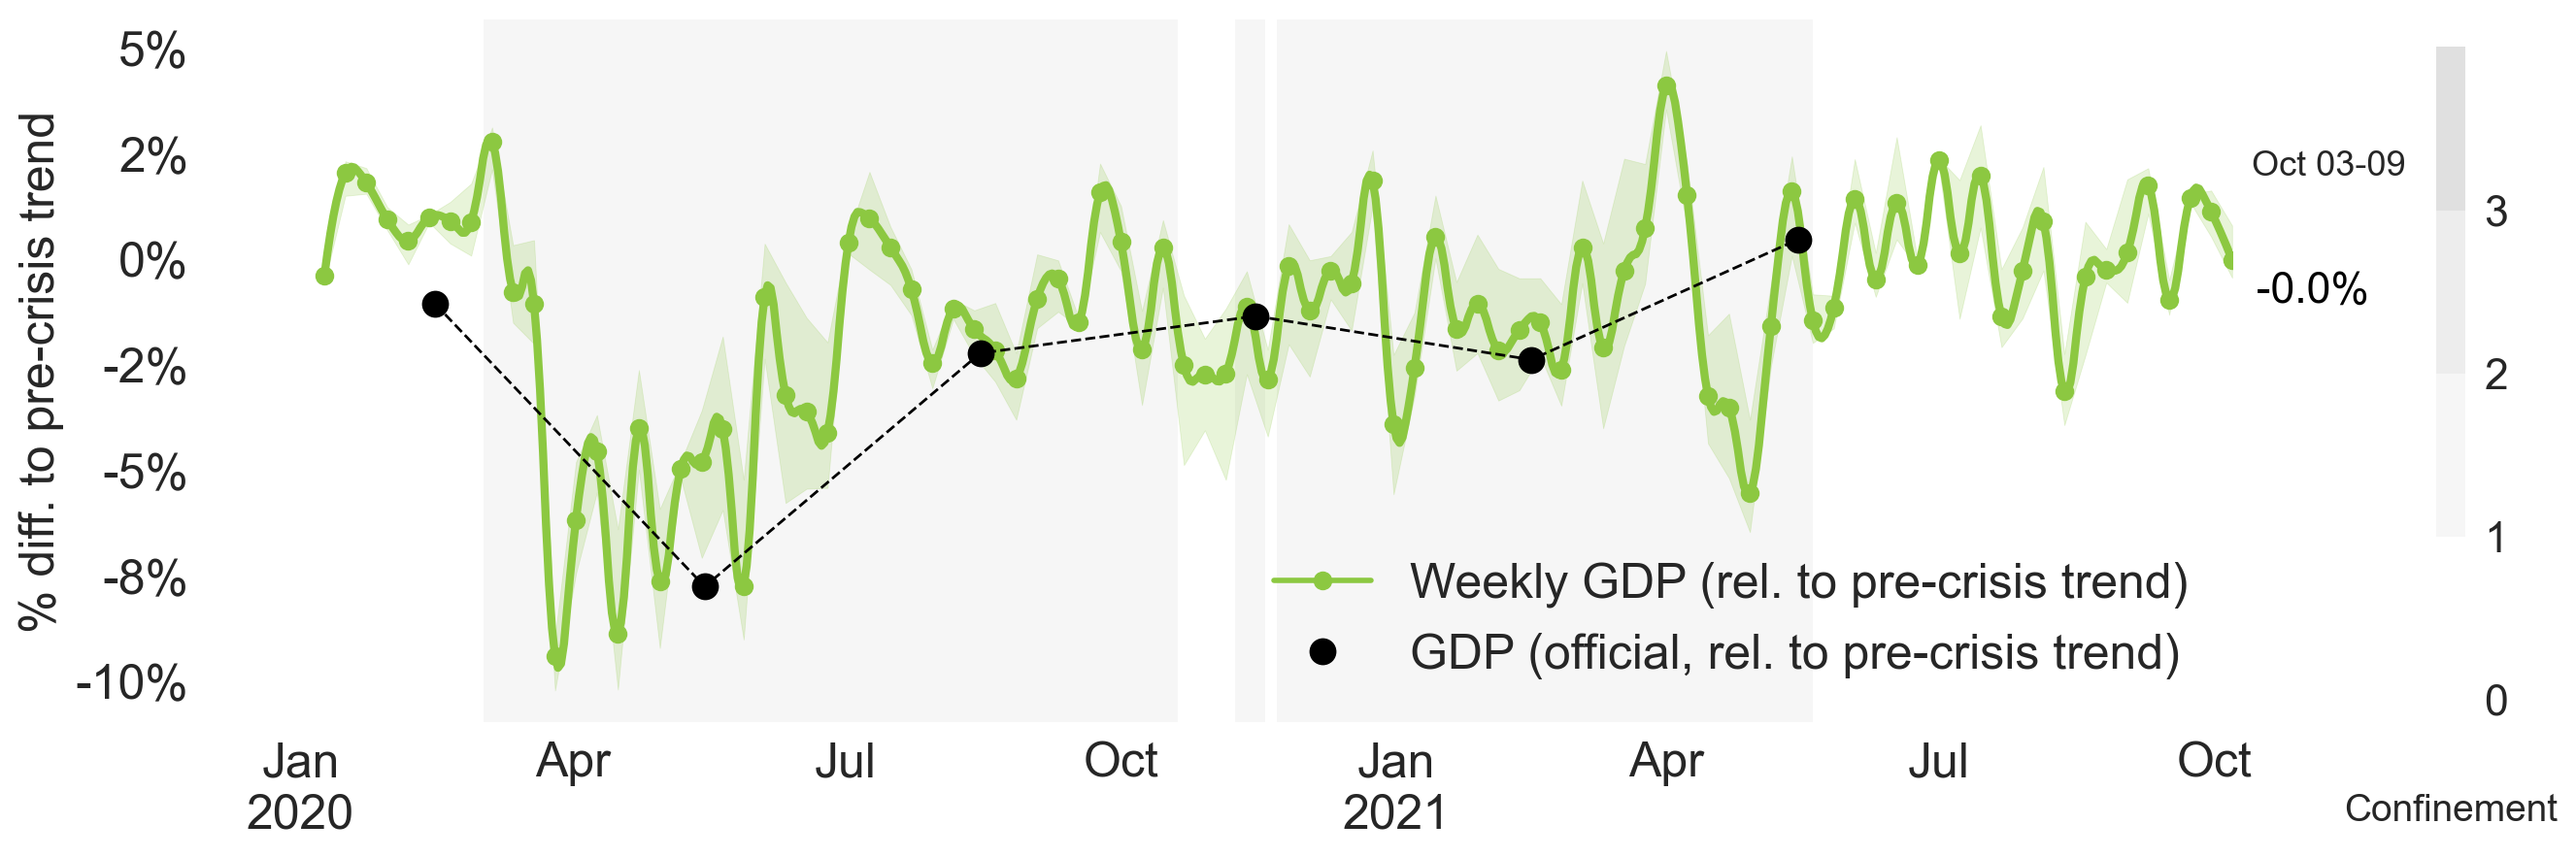 % diff. to pre-crisis trend
5%
2%
0%
-2%
-5%
-8%
-10%
Oct 03-09
-0.0%
3
2
1
0
Weekly GDP (rel. to pre-crisis trend)
GDP (official, rel. to pre-crisis trend)
Jan Apr Jul Oct Jan Apr Jul Oct
2020 2021
Confinement